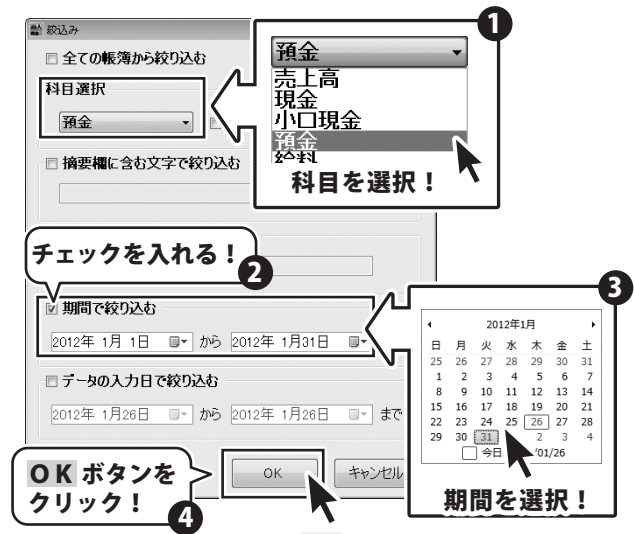 絞込み
全ての帳簿から絞り込む
科目選択
預金
摘要欄に含む文字で絞り込む
1
預金
売上高
現金
小口現金
預金
給料
科目を選択！
チェックを入れる！
2
期間で絞り込む
2012年 1月 1日 から 2012年 1月31日
データの入力日で絞り込む
2012年 1月26日 から 2012年 1月26日 まで
3
2012年1月
日 月 火 水 木 金 土
25 26 27 28 29 30 31
1 2 3 4 5 6 7
8 9 10 11 12 13 14
15 16 17 18 19 20 21
22 23 24 25 26 27 28
29 30 31 2 3 4
今日 '01/26
期間を選択！
OK キャンセル
OKボタンを
クリック！
4